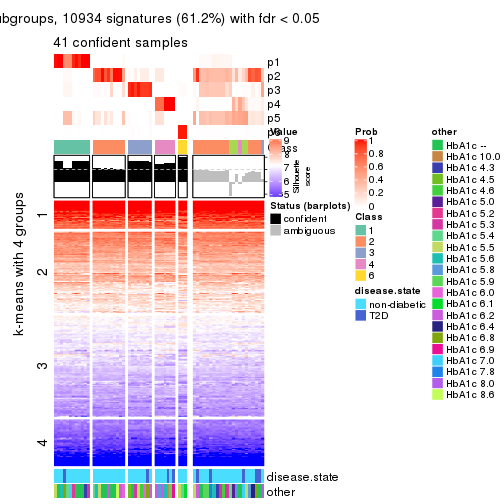 ubgroups, 10934 signatures (61.2%) with fdr < 0.05
41 confident samples
p1
p2
p3
p4
p5
Class
k-means with 4 groups
1
2
3
4
disease.state
other
Value
9
8
7
6
5
Silhouette
score
Status (barplots)
confident
ambiguous
Prob
1
0.8
0.6
0.4
0.2
0
Class
1
2
3
4
6
disease.state
non-diabetic
T2D
other
HbA1c --
HbA1c 10.0
HbA1c 4.3
HbA1c 4.5
HbA1c 4.6
HbA1c 5.0
HbA1c 5.2
HbA1c 5.3
HbA1c 5.4
HbA1c 5.5
HbA1c 5.6
HbA1c 5.8
HbA1c 5.9
HbA1c 6.0
HbA1c 6.1
HbA1c 6.2
HbA1c 6.4
HbA1c 6.8
HbA1c 6.9
HbA1c 7.0
HbA1c 7.8
HbA1c 8.0
HbA1c 8.6